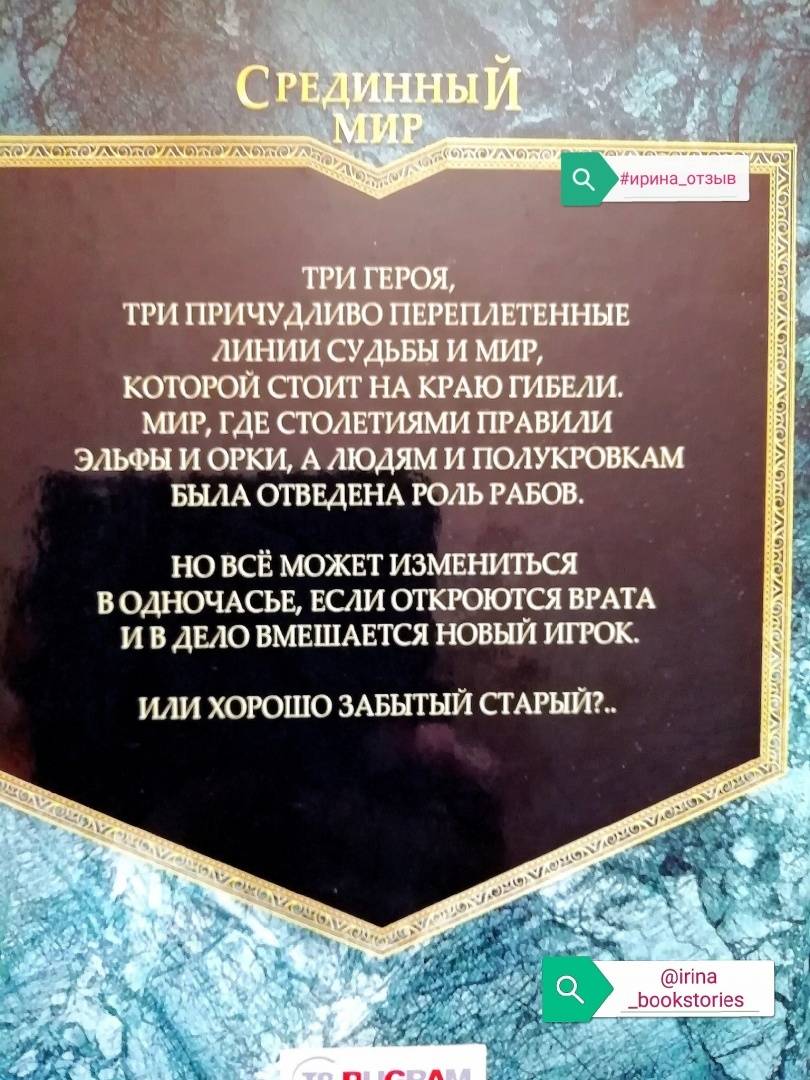 Срединный
мир
#ирина_отзыв
ТРИ ГЕРОЯ,
ТРИ ПРИЧУДЛИВО ПЕРЕПЛЕТЕННЫЕ
ЛИНИИ СУДЬБЫ И МИР,
КОТОРОЙ СТОИТ НА КРАЮ ГИБЕЛИ.
МИР, ГДЕ СТОЛЕТИЯМИ ПРАВИЛИ
ЭЛЬФЫ И ОРКИ, А ЛЮДЯМ И ПОЛУКРОВКАМ
БЫЛА ОТВЕДЕНА РОЛЬ РАБОВ.
НО ВСЁ МОЖЕТ ИЗМЕНИТЬСЯ
В ОДНОЧАСЬЕ, ЕСЛИ ОТКРОЮТСЯ ВРАТА
И В ДЕЛО ВМЕШАЕТСЯ НОВЫЙ ИГРОК.
ИЛИ ХОРОШО ЗАБЫТЫЙ СТАРЫЙ?..
@irina
_bookstories
T8 RUGRAM